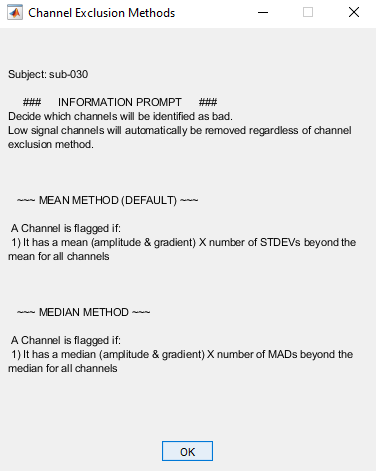 Channel Exclusion Methods
Subject: sub-030
### INFORMATION PROMPT ###
Decide which channels will be identified as bad.
Low signal channels will automatically be removed regardless of channel
exclusion method.
~~~ MEAN METHOD (DEFAULT) ~~~
A Channel is flagged if:
1) It has a mean (amplitude & gradient) X number of STDEVs beyond the
mean for all channels
~~~ MEDIAN METHOD ~~~
A Channel is flagged if:
1) It has a median (amplitude & gradient) X number of MADs beyond the
median for all channels
OK